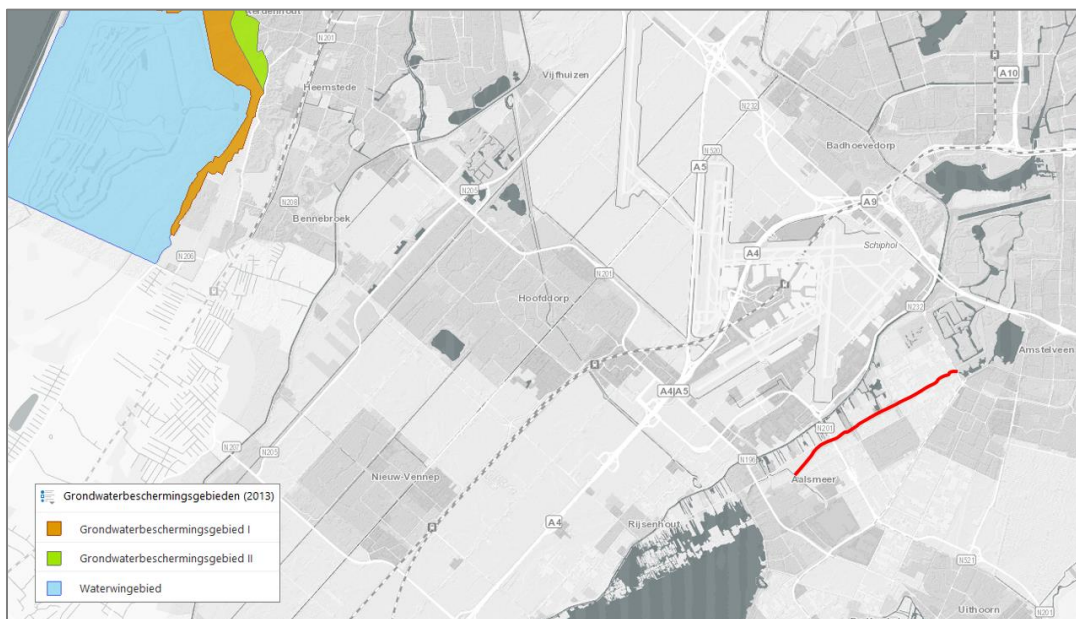 Aerdenhout
N201
A10
Heemstede
Vijfhuizen
N232
Badhoevedorp
N520
A5
N205
N208
Bennebroek
A9
Schiphol
A4
N206
N201
Hoofddorp
N232
Amstelveen
A4|A5
N201
N207
N205
N196
Nieuw-Vennep
Aalsmeer
A4
Rijsenhout
N521
Uithoorn
N201
Grondwaterbeschermingsgebieden (2013)
Grondwaterbeschermingsgebied I
Grondwaterbeschermingsgebied II
Waterwingebied